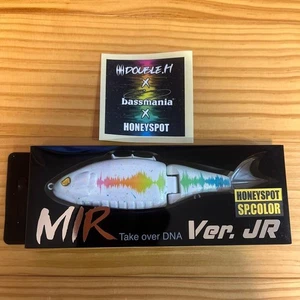 DOUBLE.H
×
bassmania
×
HONEYSPOT
HONEYSPOT
SP.COLOR
MIR
Take over DNA
Ver. JR